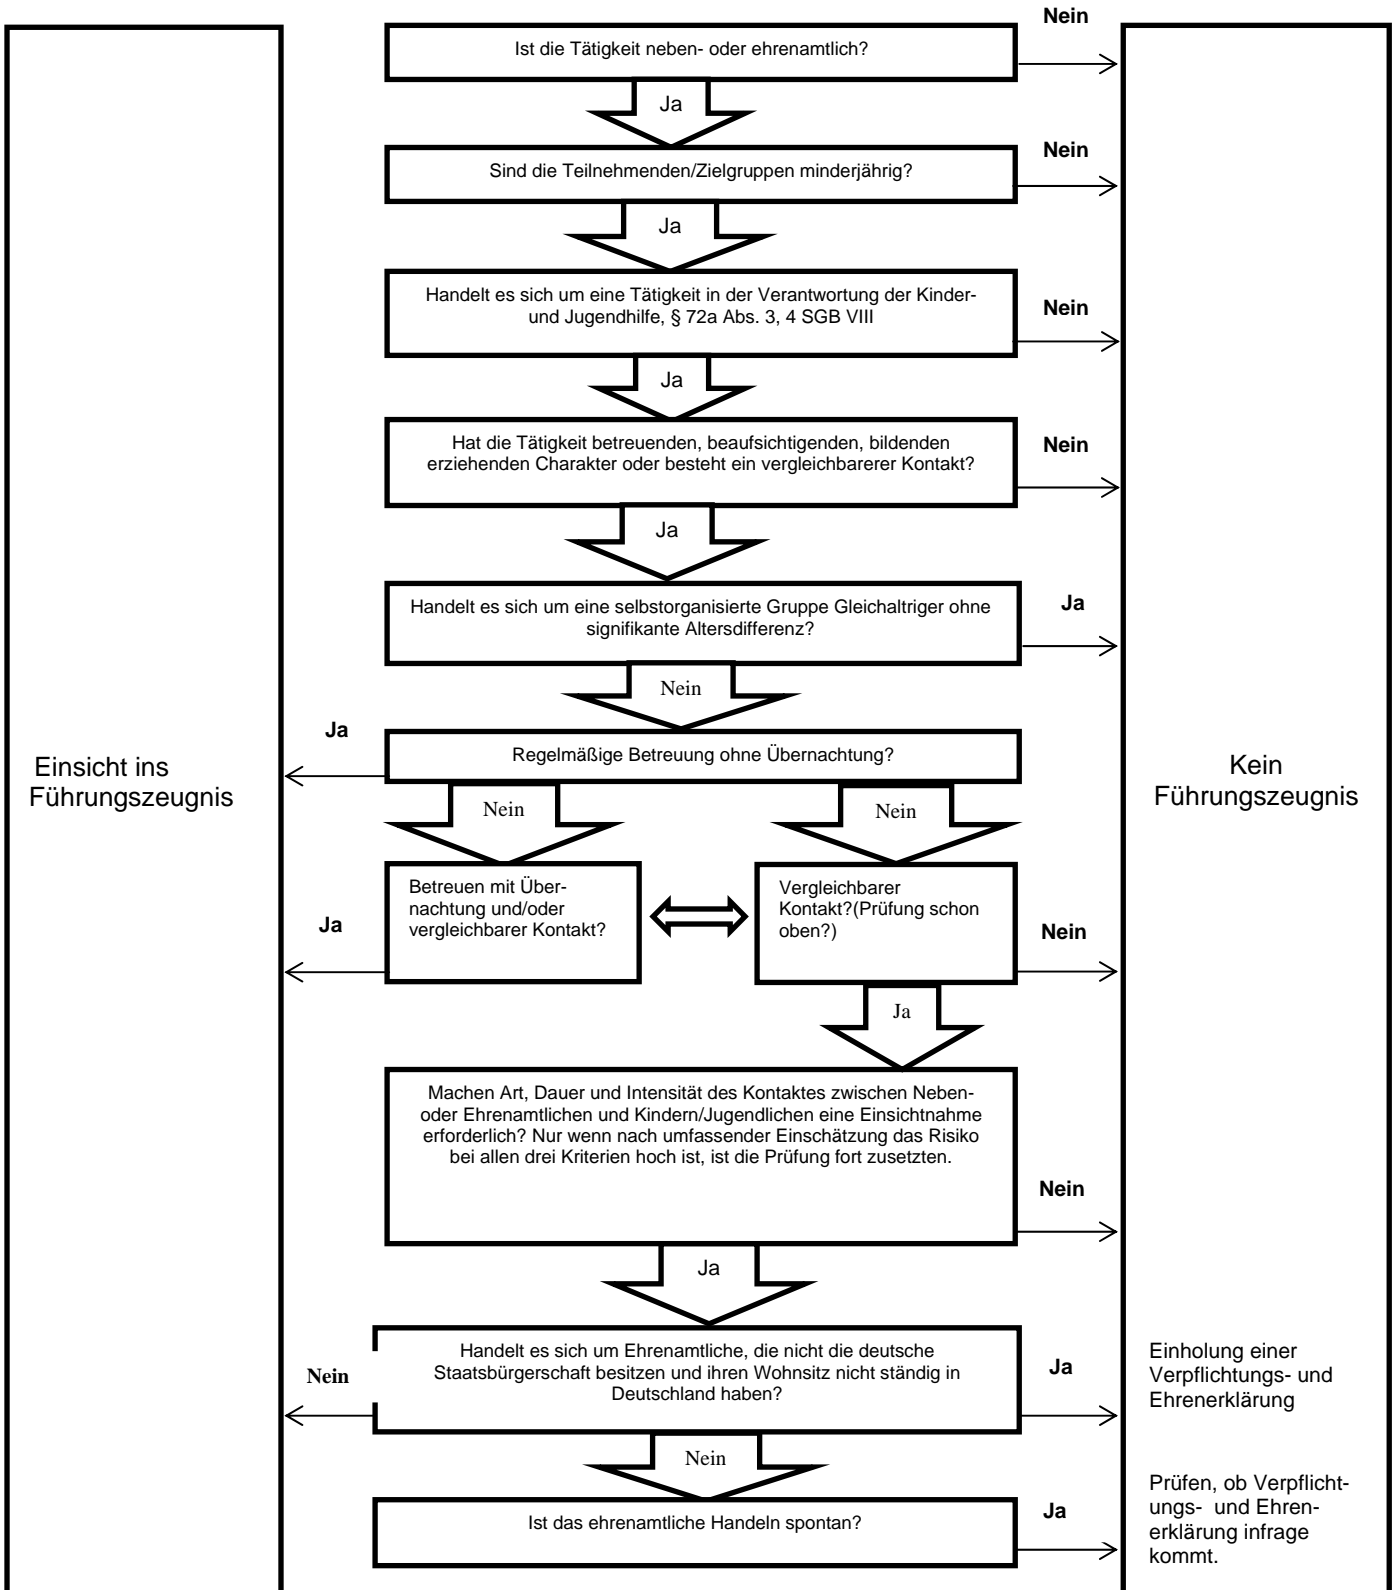 Nein
Ist die Tätigkeit neben- oder ehrenamtlich?
Ja
Nein
Sind die Teilnehmenden/Zielgruppen minderjährig?
Ja
Handelt es sich um eine Tätigkeit in der Verantwortung der Kinder-
und Jugendhilfe, § 72a Abs. 3, 4 SGB VIII
Nein
Ja
Hat die Tätigkeit betreuenden, beaufsichtigenden, bildenden
erziehenden Charakter oder besteht ein vergleichbarerer Kontakt?
Nein
Ja
Handelt es sich um eine selbstorganisierte Gruppe Gleichaltriger ohne
signifikante Altersdifferenz?
Ja
Nein
Ja
Regelmäßige Betreuung ohne Übernachtung?
Einsicht ins
Führungszeugnis
Kein
Führungszeugnis
Nein
Nein
Betreuen mit Über-
nachtung und/oder
vergleichbarer Kontakt?
Ja
Vergleichbarer
Kontakt?(Prüfung schon
oben?)
Nein
Ja
Machen Art, Dauer und Intensität des Kontaktes zwischen Neben-
oder Ehrenamtlichen und Kindern/Jugendlichen eine Einsichtnahme
erforderlich? Nur wenn nach umfassender Einschätzung das Risiko
bei allen drei Kriterien hoch ist, ist die Prüfung fort zusetzten.
Nein
Ja
Handelt es sich um Ehrenamtliche, die nicht die deutsche
Staatsbürgerschaft besitzen und ihren Wohnsitz nicht ständig in
Deutschland haben?
Nein
Ja
Einholung einer
Verpflichtungs- und
Ehrenerklärung
Nein
Ist das ehrenamtliche Handeln spontan?
Ja
Prüfen, ob Verpflicht-
ungs- und Ehren-
erklärung infrage
kommt.